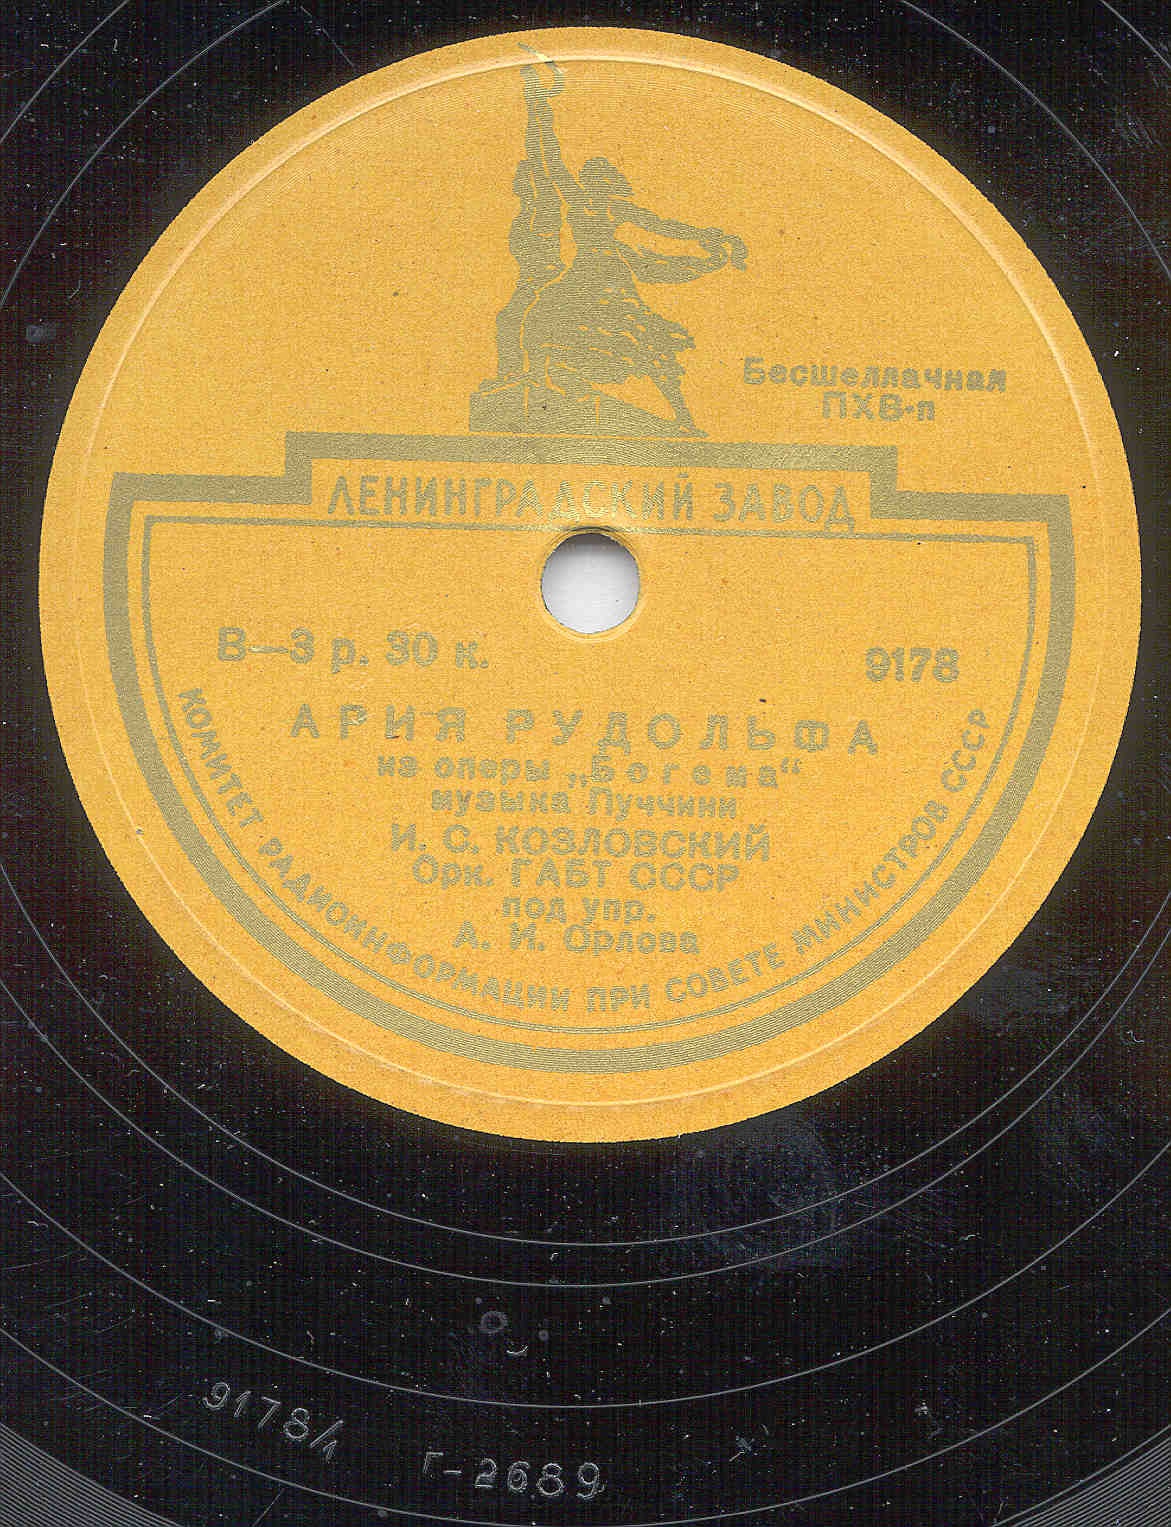 Бесшеллачная
ПХВ-п
ЛЕНИНГРАДСКИЙ ЗАВОД
В—3 р. 30 к.
9178
АРИЯ РУДОЛЬФА
из оперы „Богема“
музыка Пуччини
И. С. КОЗЛОВСКИЙ
Орк. ГАБТ СССР
под упр.
А. И. Орлова
КОМИТЕТ РАДИОИНФОРМАЦИИ ПРИ СОВЕТЕ МИНИСТРОВ СССР
9178/
г-2689